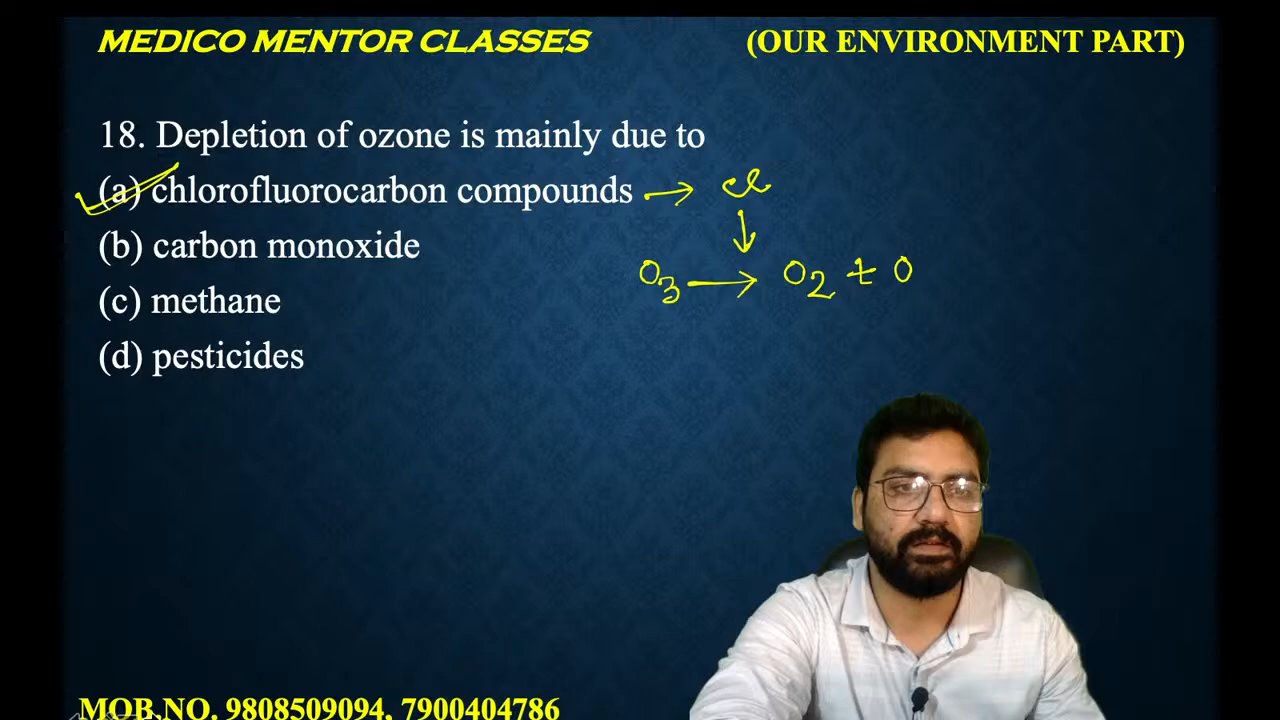 MEDICO MENTOR CLASSES (OUR ENVIRONMENT PART)
18. Depletion of ozone is mainly due to
(a) chlorofluorocarbon compounds → Cl
↓
(b) carbon monoxide
O₃ → O₂ + O
(c) methane
(d) pesticides
MOB.NO. 9808509094, 7900404786